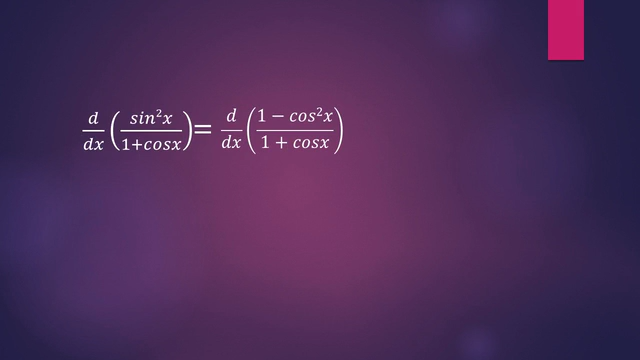 d/dx (sin²x / 1+cosx) = d/dx (1 − cos²x / 1 + cosx)